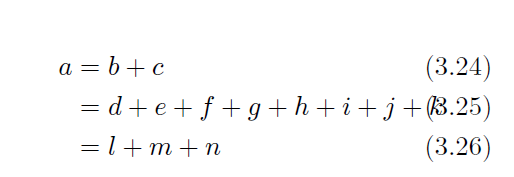 a = b + c (3.24)
= d + e + f + g + h + i + j + k (3.25)
= l + m + n (3.26)